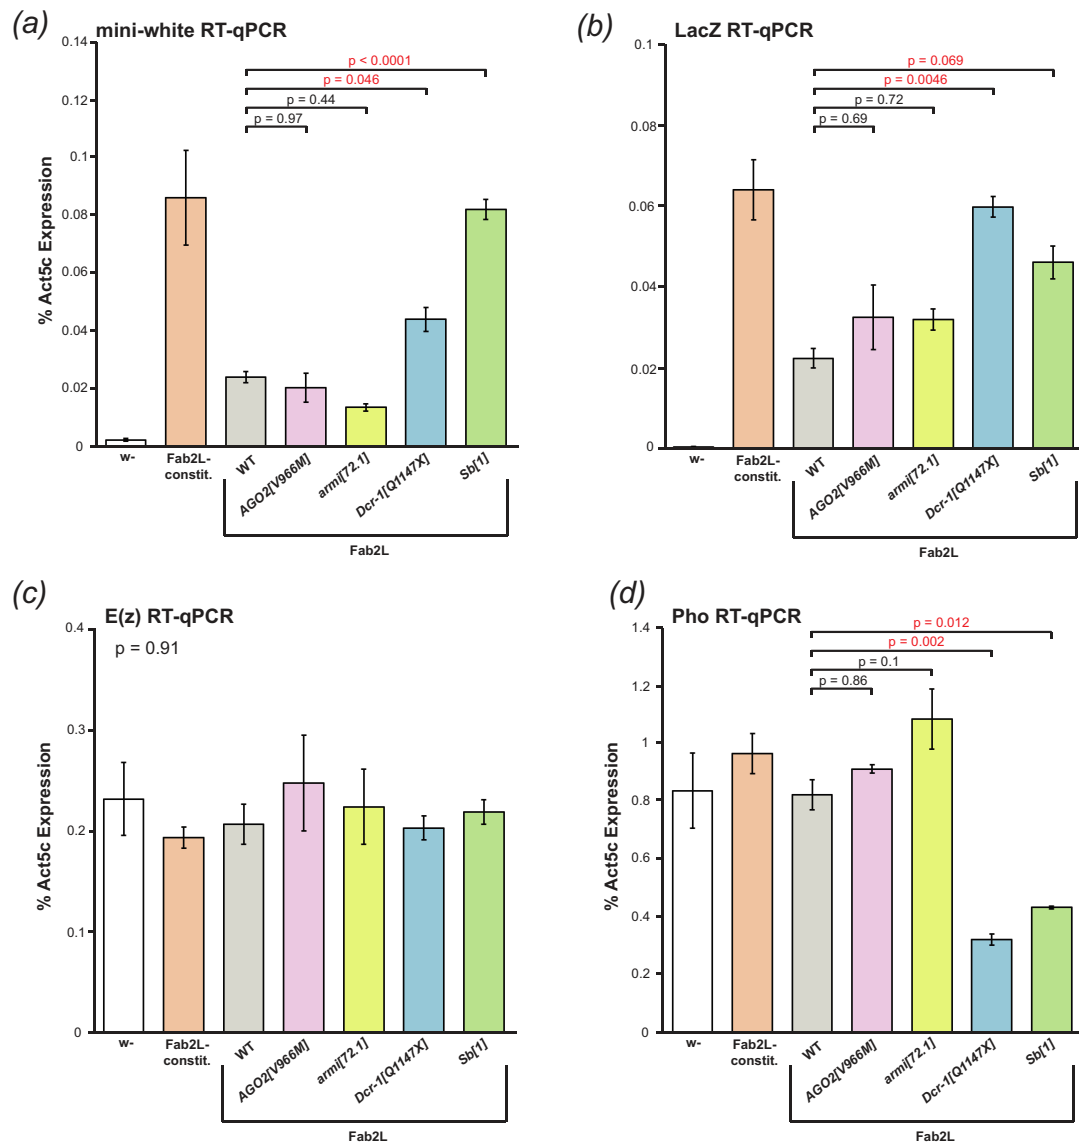 (a)
mini-white RT-qPCR
0.14
0.12
0.1
0.08
0.06
0.04
0.02
0
% Act5c Expression
p < 0.0001
p = 0.046
p = 0.44
p = 0.97
w-
Fab2L-
constit.
WT
AGO2[V966M]
armi[72.1]
Dcr-1[Q1147X]
Sb[1]
Fab2L
(b)
LacZ RT-qPCR
0.1
0.08
0.06
0.04
0.02
0
p = 0.069
p = 0.0046
p = 0.72
p = 0.69
w-
Fab2L-
constit.
WT
AGO2[V966M]
armi[72.1]
Dcr-1[Q1147X]
Sb[1]
Fab2L
(c)
E(z) RT-qPCR
0.4
0.3
0.2
0.1
0
% Act5c Expression
p = 0.91
w-
Fab2L-
constit.
WT
AGO2[V966M]
armi[72.1]
Dcr-1[Q1147X]
Sb[1]
Fab2L
(d)
Pho RT-qPCR
1.4
1.2
1
0.8
0.6
0.4
0.2
0
% Act5c Expression
p = 0.012
p = 0.002
p = 0.1
p = 0.86
w-
Fab2L-
constit.
WT
AGO2[V966M]
armi[72.1]
Dcr-1[Q1147X]
Sb[1]
Fab2L